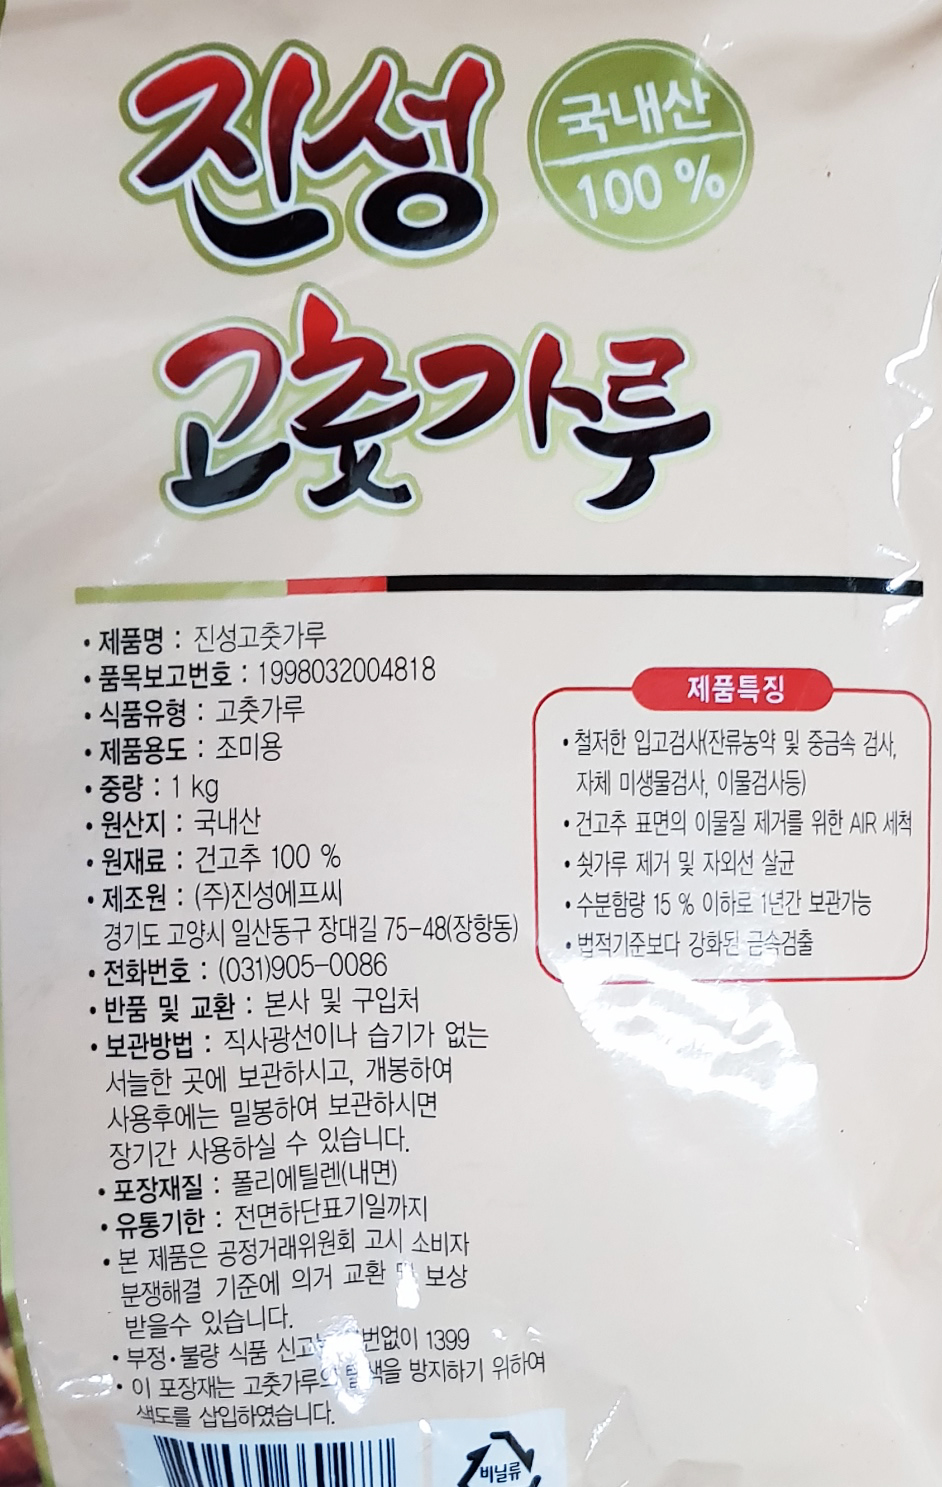 진성
국내산
100 %
고춧가루
• 제품명 : 진성고춧가루
• 품목보고번호 : 1998032004818
• 식품유형 : 고춧가루
• 제품용도 : 조미용
• 중량 : 1 kg
• 원산지 : 국내산
• 원재료 : 건고추 100 %
• 제조원 : (주)진성에프씨
경기도 고양시 일산동구 장대길 75-48(장항동)
• 전화번호 : (031)905-0086
• 반품 및 교환 : 본사 및 구입처
• 보관방법 : 직사광선이나 습기가 없는
서늘한 곳에 보관하시고, 개봉하여
사용후에는 밀봉하여 보관하시면
장기간 사용하실 수 있습니다.
• 포장재질 : 폴리에틸렌(내면)
• 유통기한 : 전면하단표기일까지
• 본 제품은 공정거래위원회 고시 소비자
분쟁해결 기준에 의거 교환 및 보상
받을수 있습니다.
• 부정·불량 식품 1399
• 이 포장재는 고춧가루의 탈색을 방지하기 위하여
색도를 삽입하였습니다.
제품특징
• 철저한 입고검사(잔류농약 및 중금속 검사,
자체 미생물검사, 이물검사등)
• 건고추 표면의 이물질 제거를 위한 AIR 세척
• 쇳가루 제거 및 자외선 살균
• 수분함량 15 % 이하로 1년간 보관가능
• 법적기준보다 강화된 금속검출
비닐류